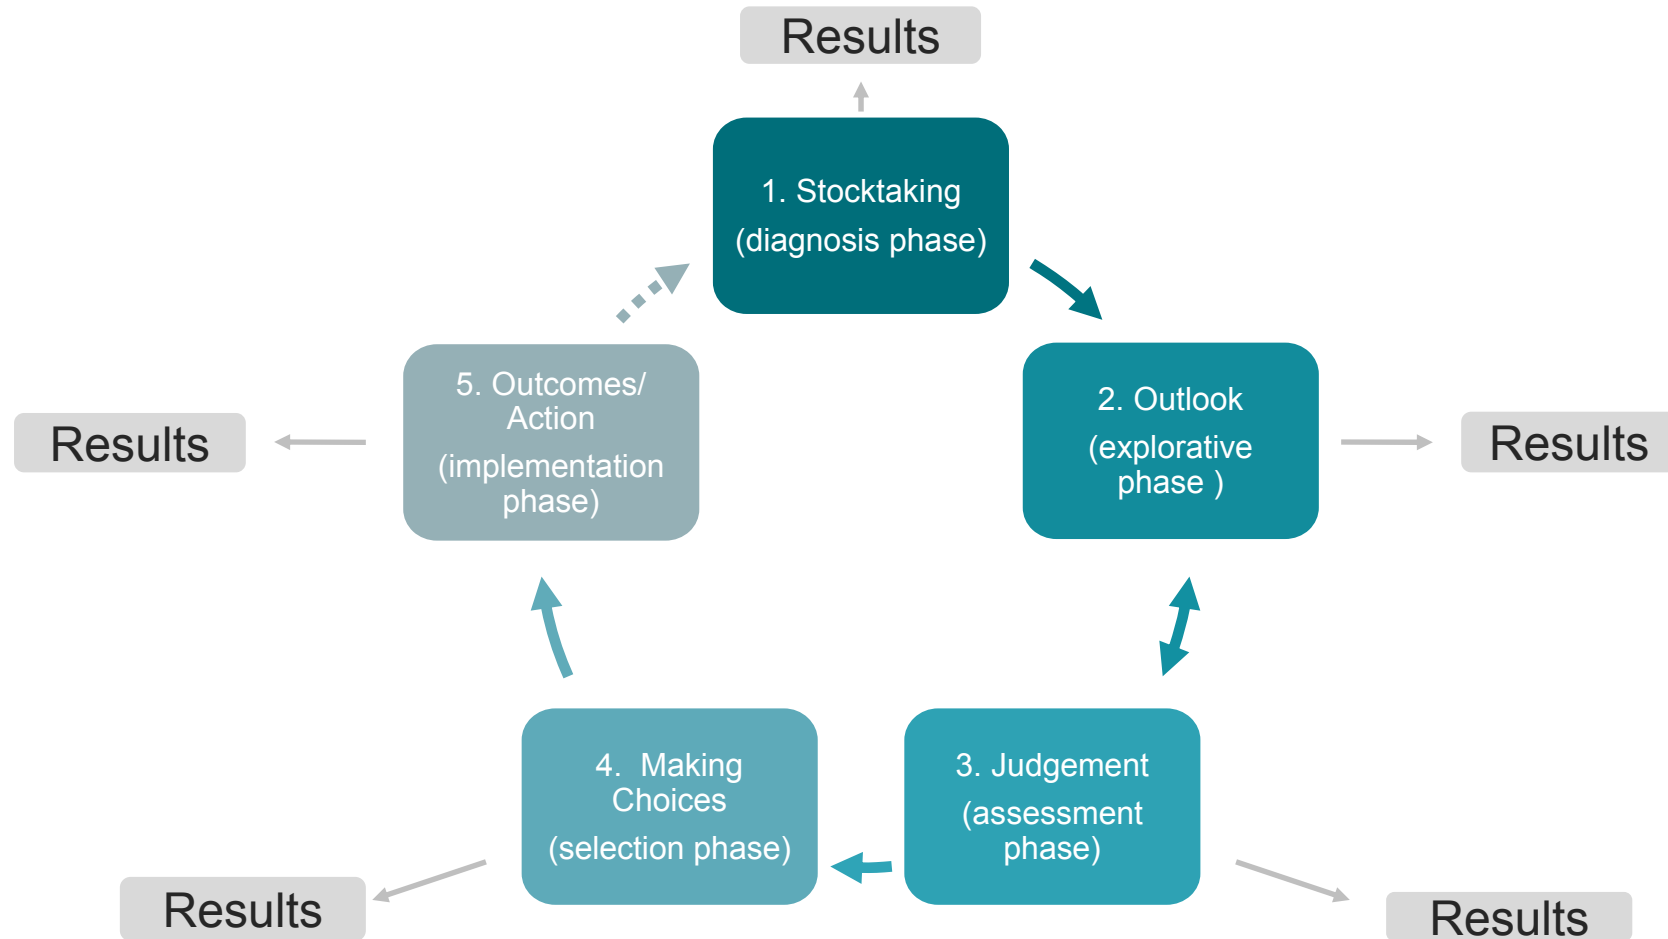 Results
1. Stocktaking
(diagnosis phase)
2. Outlook
(explorative
phase )
Results
3. Judgement
(assessment
phase)
Results
4.  Making
Choices
(selection phase)
Results
5. Outcomes/
Action
(implementation
phase)
Results